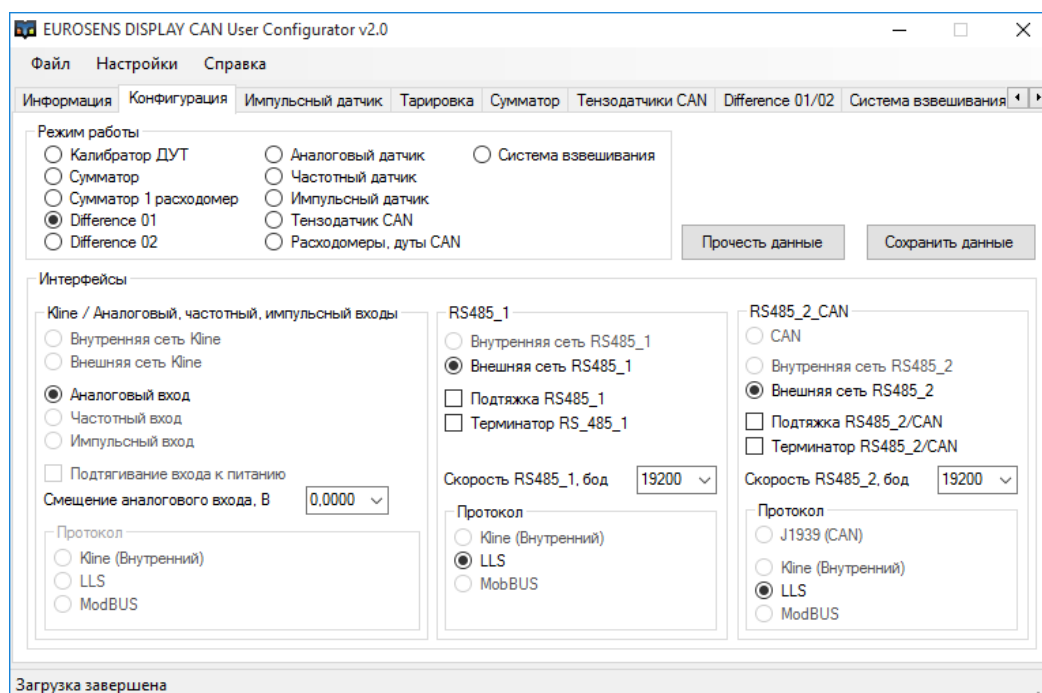 EUROSENS DISPLAY CAN User Configurator v2.0
Файл Настройки Справка
Информация Конфигурация Импульсный датчик Тарировка Сумматор Тензодатчики CAN Difference 01/02 Система взвешивания
Режим работы
Калибратор ДУТ Аналоговый датчик Система взвешивания
Сумматор Частотный датчик
Сумматор 1 расходомер Импульсный датчик
Difference 01 Тензодатчик CAN
Difference 02 Расходомеры, дуты CAN
Прочесть данные Сохранить данные
Интерфейсы
Kline / Аналоговый, частотный, импульсный входы
Внутренняя сеть Kline
Внешняя сеть Kline
Аналоговый вход
Частотный вход
Импульсный вход
Подтягивание входа к питанию
Смещение аналогового входа, В 0,0000
Протокол
Kline (Внутренний)
LLS
ModBUS
RS485_1
Внутренняя сеть RS485_1
Внешняя сеть RS485_1
Подтяжка RS485_1
Терминатор RS_485_1
Скорость RS485_1, бод 19200
Протокол
Kline (Внутренний)
LLS
MobBUS
RS485_2_CAN
CAN
Внутренняя сеть RS485_2
Внешняя сеть RS485_2
Подтяжка RS485_2/CAN
Терминатор RS485_2/CAN
Скорость RS485_2, бод 19200
Протокол
J1939 (CAN)
Kline (Внутренний)
LLS
ModBUS
Загрузка завершена